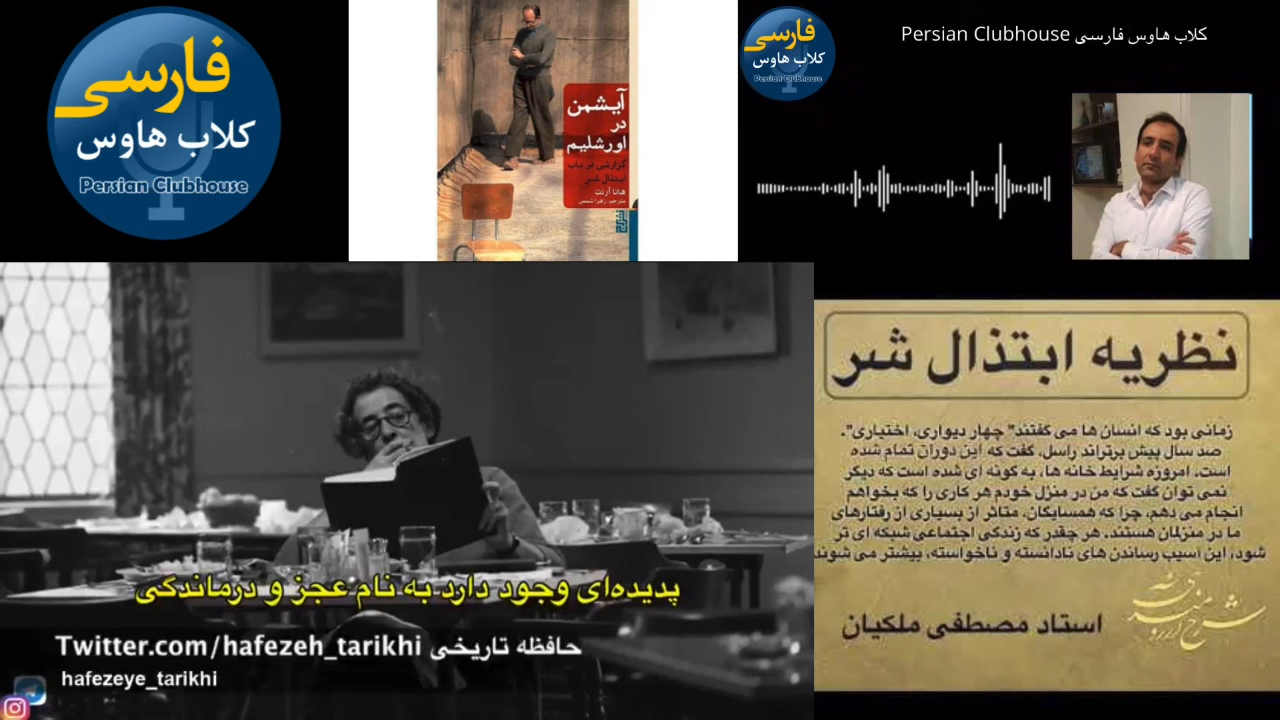 فارسی
کلاب هاوس
Persian Clubhouse
آیشمن
در
اورشلیم
گزارشی در باب
ابتذال شر
هانا آرنت
مترجم: زهرا شمس
فارسی
کلاب هاوس
Persian Clubhouse
کلاب هاوس فارسی Persian Clubhouse
پدیده‌ای وجود دارد به نام عجز و درماندگی
حافظه تاریخی Twitter.com/hafezeh_tarikhi
hafezeye_tarikhi
نظریه ابتذال شر
زمانی بود که انسان ها می گفتند" چهار دیواری، اختیاری".
صد سال پیش برتراند راسل، گفت که این دوران تمام شده
است. امروزه شرایط خانه ها، به گونه ای شده است که دیگر
نمی توان گفت که من در منزل خودم هر کاری را که بخواهم
انجام می دهم، چرا که همسایگان، متاثر از بسیاری از رفتارهای
ما در منزلمان هستند. هر چقدر که زندگی اجتماعی شبکه ای تر
شود، این آسیب رساندن های نادانسته و ناخواسته، بیشتر می شوند
استاد مصطفی ملکیان